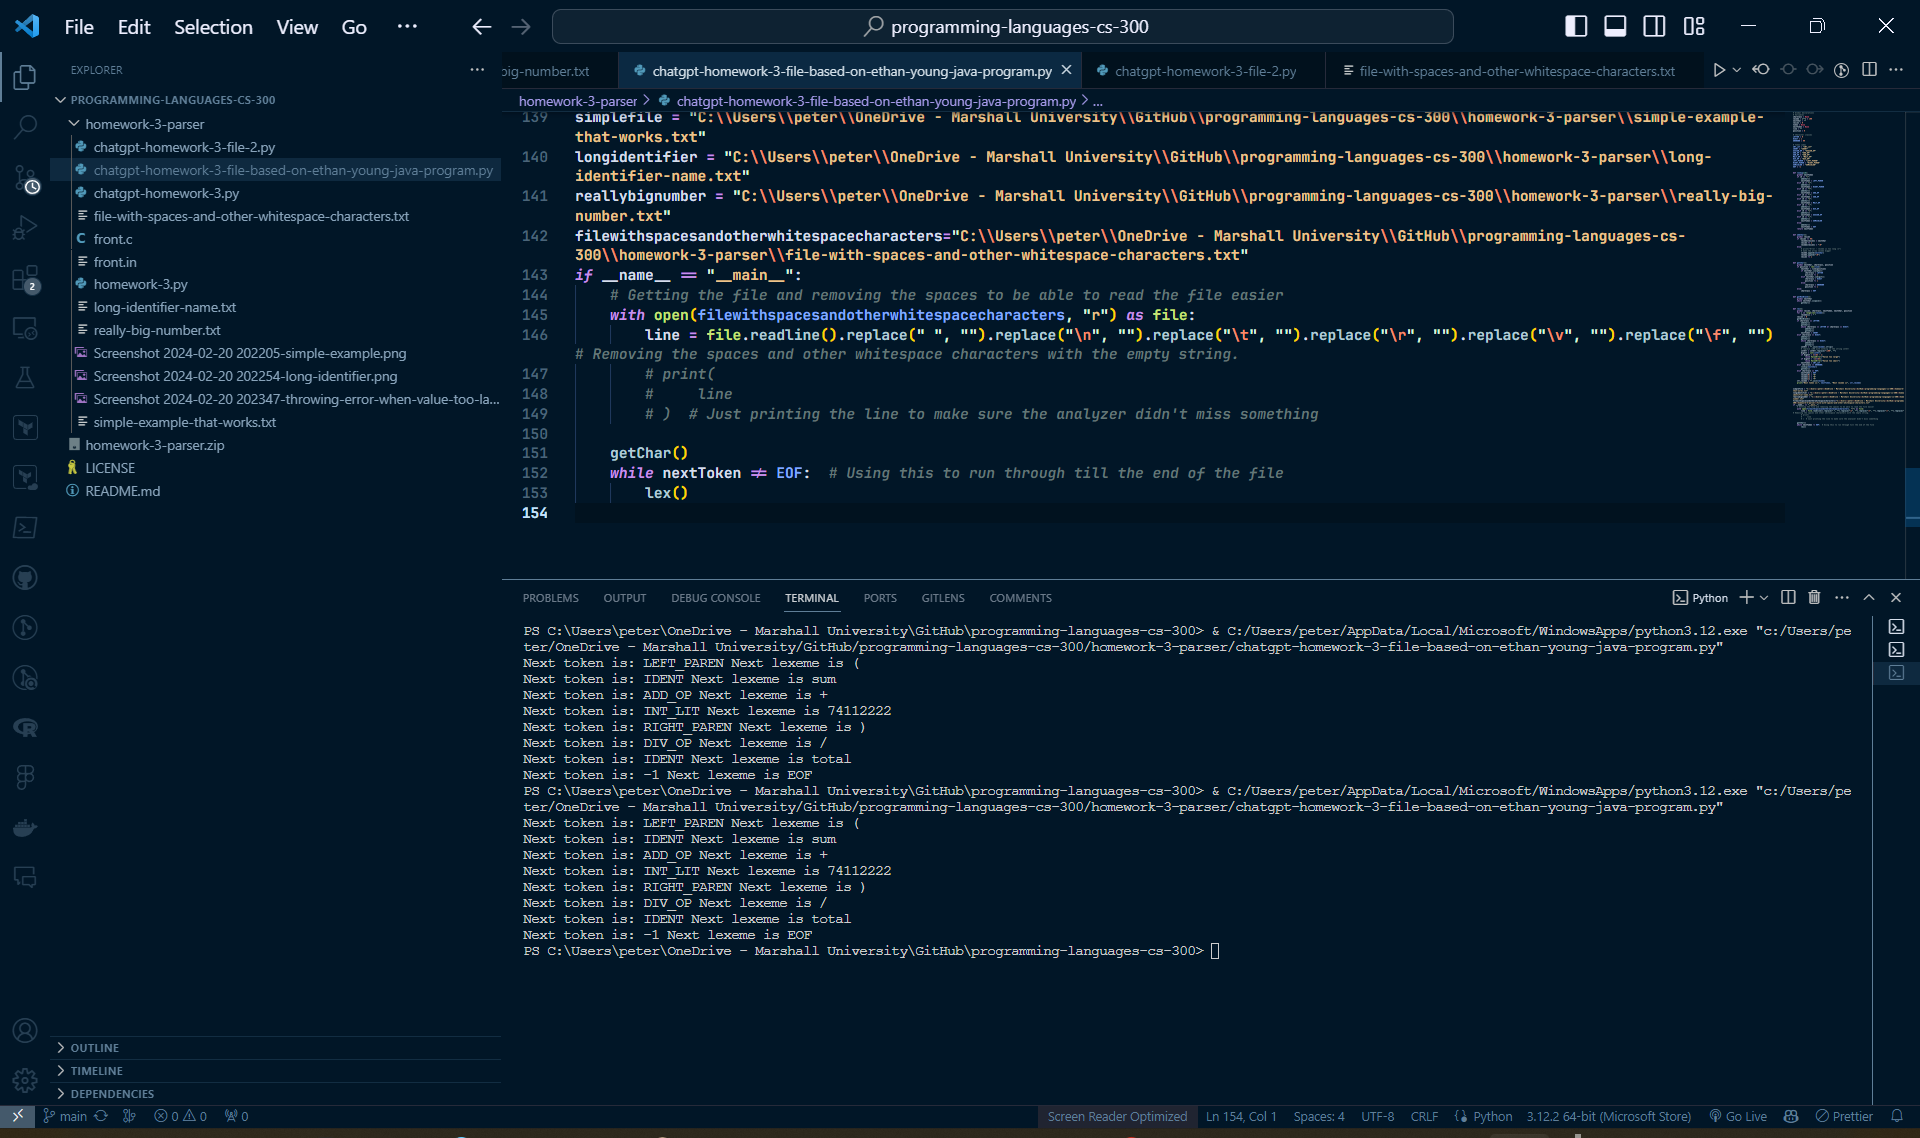 File Edit Selection View Go ··· programming-languages-cs-300
EXPLORER ···
PROGRAMMING-LANGUAGES-CS-300
homework-3-parser
chatgpt-homework-3-file-2.py
chatgpt-homework-3-file-based-on-ethan-young-java-program.py
chatgpt-homework-3.py
file-with-spaces-and-other-whitespace-characters.txt
C front.c
front.in
homework-3.py
long-identifier-name.txt
really-big-number.txt
Screenshot 2024-02-20 202205-simple-example.png
Screenshot 2024-02-20 202254-long-identifier.png
Screenshot 2024-02-20 202347-throwing-error-when-value-too-la...
simple-example-that-works.txt
homework-3-parser.zip
LICENSE
README.md
2
OUTLINE
TIMELINE
DEPENDENCIES
big-number.txt chatgpt-homework-3-file-based-on-ethan-young-java-program.py chatgpt-homework-3-file-2.py file-with-spaces-and-other-whitespace-characters.txt
homework-3-parser > chatgpt-homework-3-file-based-on-ethan-young-java-program.py > ...
139 simplefile = "C:\\Users\\peter\\OneDrive - Marshall University\\GitHub\\programming-languages-cs-300\\homework-3-parser\\simple-example-
that-works.txt"
140 longidentifier = "C:\\Users\\peter\\OneDrive - Marshall University\\GitHub\\programming-languages-cs-300\\homework-3-parser\\long-
identifier-name.txt"
141 reallybignumber = "C:\\Users\\peter\\OneDrive - Marshall University\\GitHub\\programming-languages-cs-300\\homework-3-parser\\really-big-
number.txt"
142 filewithspacesandotherwhitespacecharacters="C:\\Users\\peter\\OneDrive - Marshall University\\GitHub\\programming-languages-cs-
300\\homework-3-parser\\file-with-spaces-and-other-whitespace-characters.txt"
143 if __name__ == "__main__":
144 # Getting the file and removing the spaces to be able to read the file easier
145 with open(filewithspacesandotherwhitespacecharacters, "r") as file:
146 line = file.readline().replace(" ", "").replace("\n", "").replace("\t", "").replace("\r", "").replace("\v", "").replace("\f", "")
# Removing the spaces and other whitespace characters with the empty string.
147 # print(
148 # line
149 # ) # Just printing the line to make sure the analyzer didn't miss something
150
151 getChar()
152 while nextToken != EOF: # Using this to run through till the end of the file
153 lex()
154
PROBLEMS OUTPUT DEBUG CONSOLE TERMINAL PORTS GITLENS COMMENTS Python
PS C:\Users\peter\OneDrive - Marshall University\GitHub\programming-languages-cs-300> & C:/Users/peter/AppData/Local/Microsoft/WindowsApps/python3.12.exe "c:/Users/pe
ter/OneDrive - Marshall University/GitHub/programming-languages-cs-300/homework-3-parser/chatgpt-homework-3-file-based-on-ethan-young-java-program.py"
Next token is: LEFT_PAREN Next lexeme is (
Next token is: IDENT Next lexeme is sum
Next token is: ADD_OP Next lexeme is +
Next token is: INT_LIT Next lexeme is 74112222
Next token is: RIGHT_PAREN Next lexeme is )
Next token is: DIV_OP Next lexeme is /
Next token is: IDENT Next lexeme is total
Next token is: -1 Next lexeme is EOF
PS C:\Users\peter\OneDrive - Marshall University\GitHub\programming-languages-cs-300> & C:/Users/peter/AppData/Local/Microsoft/WindowsApps/python3.12.exe "c:/Users/pe
ter/OneDrive - Marshall University/GitHub/programming-languages-cs-300/homework-3-parser/chatgpt-homework-3-file-based-on-ethan-young-java-program.py"
Next token is: LEFT_PAREN Next lexeme is (
Next token is: IDENT Next lexeme is sum
Next token is: ADD_OP Next lexeme is +
Next token is: INT_LIT Next lexeme is 74112222
Next token is: RIGHT_PAREN Next lexeme is )
Next token is: DIV_OP Next lexeme is /
Next token is: IDENT Next lexeme is total
Next token is: -1 Next lexeme is EOF
PS C:\Users\peter\OneDrive - Marshall University\GitHub\programming-languages-cs-300>
main 0 0 0 Screen Reader Optimized Ln 154, Col 1 Spaces: 4 UTF-8 CRLF Python 3.12.2 64-bit (Microsoft Store) Go Live Prettier